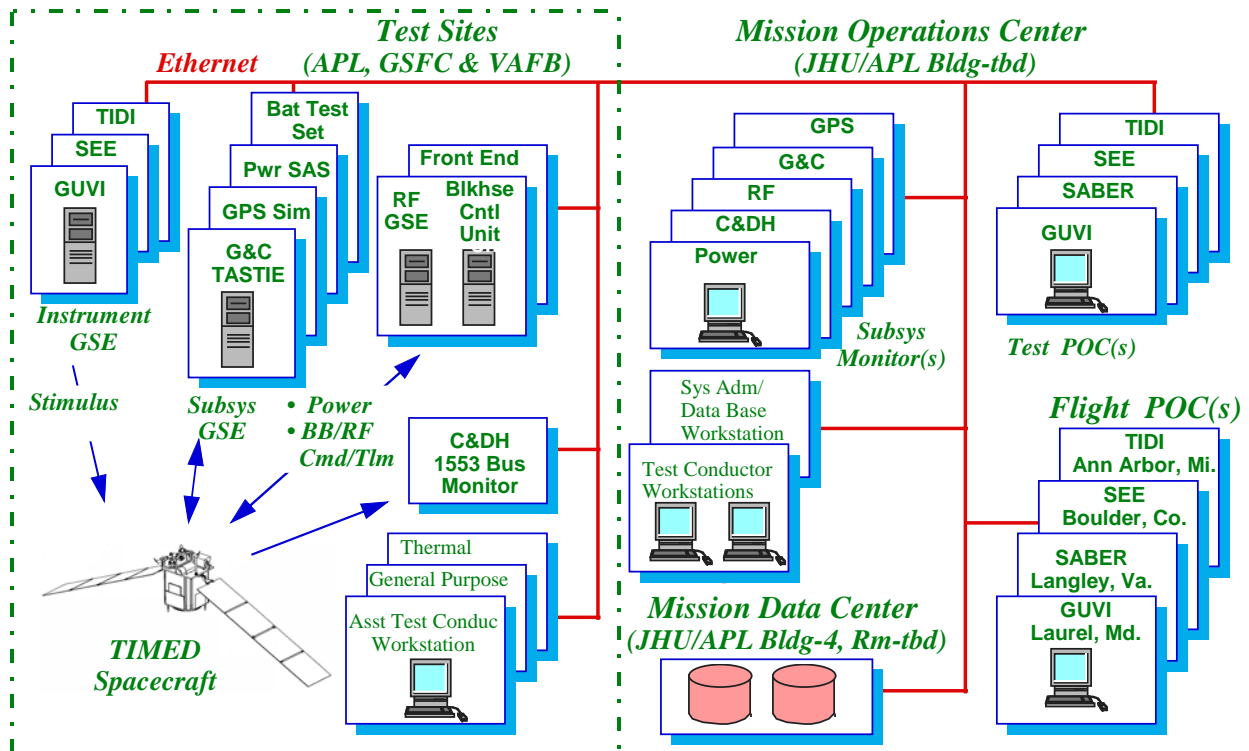 Test Sites
(APL, GSFC & VAFB)
Ethernet
Mission Operations Center
(JHU/APL Bldg-tbd)
TIDI
SEE
GUVI
Instrument
GSE
Bat Test
Set
Pwr SAS
GPS Sim
G&C
TASTIE
Subsys
GSE
Front End
RF
GSE
Blkhse
Cntl
Unit
Stimulus
• Power
• BB/RF
Cmd/Tlm
C&DH
1553 Bus
Monitor
Thermal
General Purpose
Asst Test Conduc
Workstation
TIMED
Spacecraft
GPS
G&C
RF
C&DH
Power
Subsys
Monitor(s)
Sys Adm/
Data Base
Workstation
Test Conductor
Workstations
Mission Data Center
(JHU/APL Bldg-4, Rm-tbd)
TIDI
SEE
SABER
GUVI
Test POC(s)
Flight POC(s)
TIDI
Ann Arbor, Mi.
SEE
Boulder, Co.
SABER
Langley, Va.
GUVI
Laurel, Md.